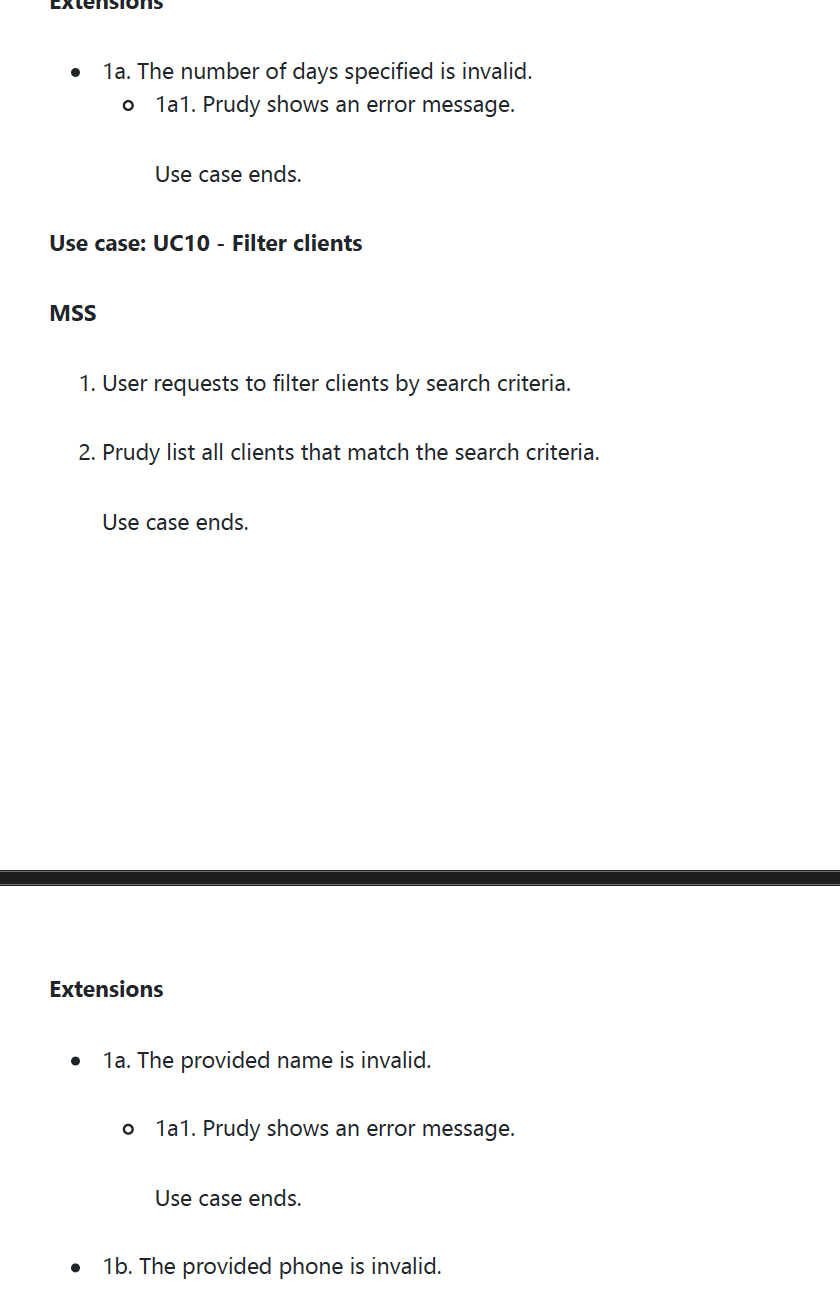 Extensions
• 1a. The number of days specified is invalid.
o 1a1. Prudy shows an error message.
Use case ends.
Use case: UC10 - Filter clients
MSS
1. User requests to filter clients by search criteria.
2. Prudy list all clients that match the search criteria.
Use case ends.
Extensions
• 1a. The provided name is invalid.
o 1a1. Prudy shows an error message.
Use case ends.
• 1b. The provided phone is invalid.